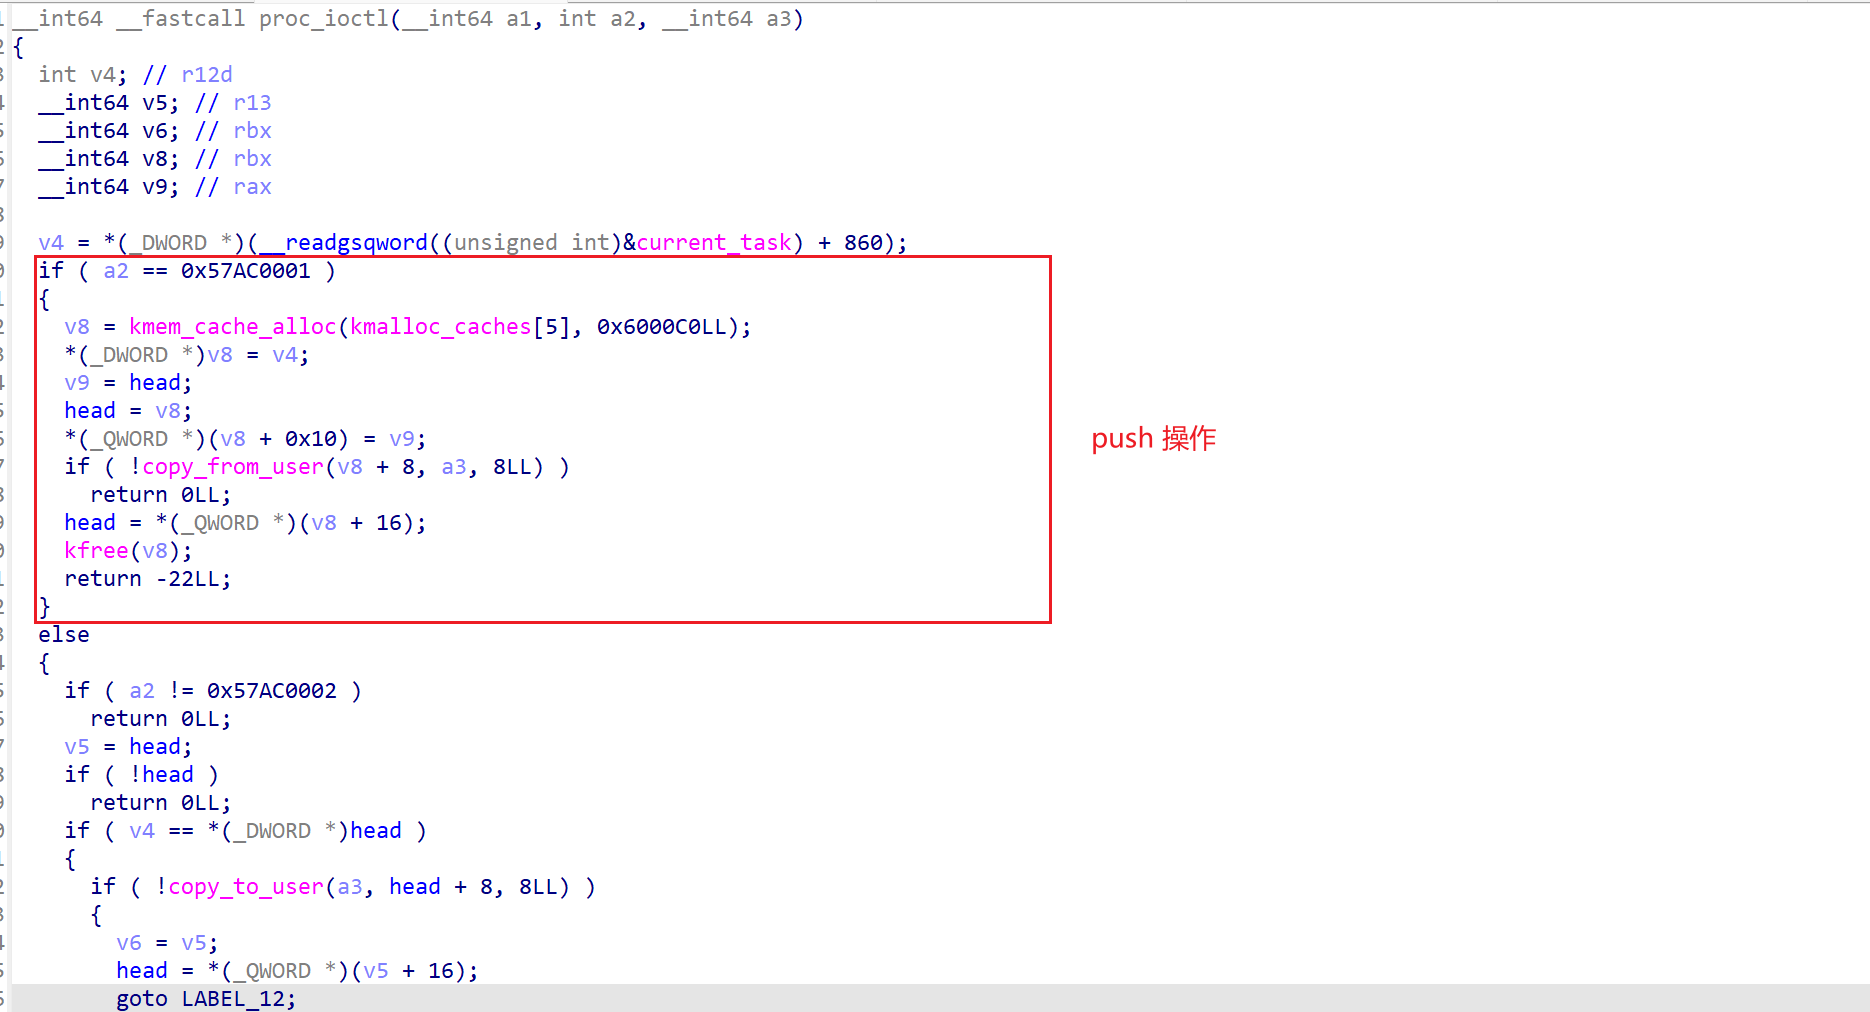 __int64 __fastcall proc_ioctl(__int64 a1, int a2, __int64 a3)
{
  int v4; // r12d
  __int64 v5; // r13
  __int64 v6; // rbx
  __int64 v8; // rbx
  __int64 v9; // rax

  v4 = *(_DWORD *)(__readgsqword((unsigned int)&current_task) + 860);
  if ( a2 == 0x57AC0001 )
  {
    v8 = kmem_cache_alloc(kmalloc_caches[5], 0x6000C0LL);
    *(_DWORD *)v8 = v4;
    v9 = head;
    head = v8;
    *(_QWORD *)(v8 + 0x10) = v9;
push 操作
    if ( !copy_from_user(v8 + 8, a3, 8LL) )
      return 0LL;
    head = *(_QWORD *)(v8 + 16);
    kfree(v8);
    return -22LL;
  }
  else
  {
    if ( a2 != 0x57AC0002 )
      return 0LL;
    v5 = head;
    if ( !head )
      return 0LL;
    if ( v4 == *(_DWORD *)head )
    {
      if ( !copy_to_user(a3, head + 8, 8LL) )
      {
        v6 = v5;
        head = *(_QWORD *)(v5 + 16);
        goto LABEL_12;